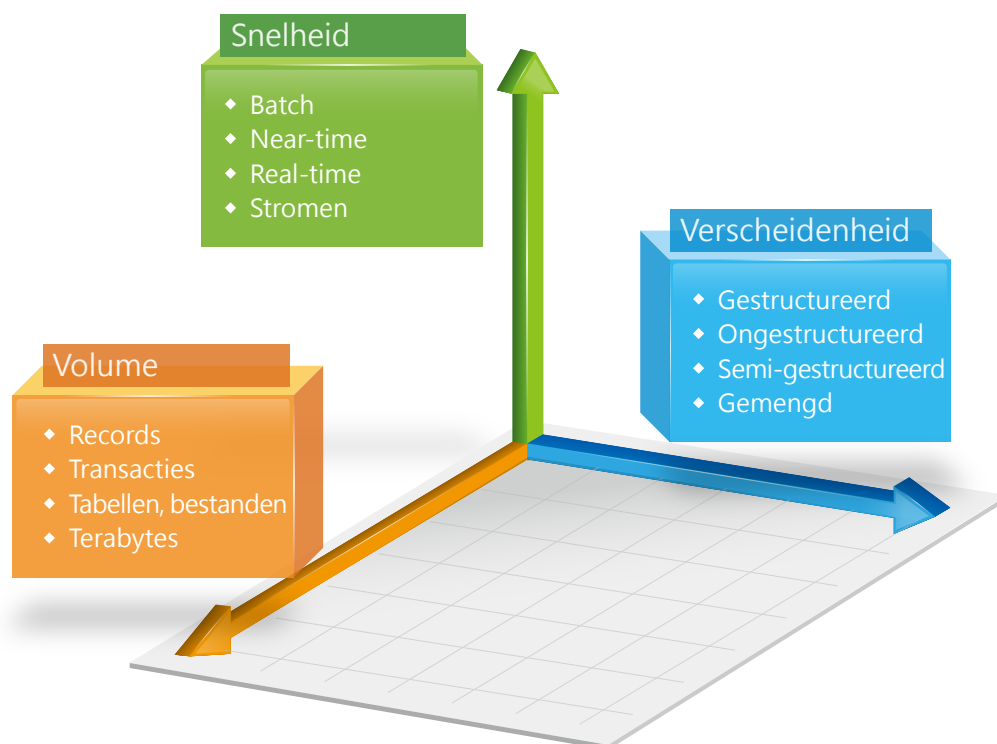 Snelheid
Batch
Near-time
Real-time
Stromen
Verscheidenheid
Gestructureerd
Ongestructureerd
Semi-gestructureerd
Gemengd
Volume
Records
Transacties
Tabellen, bestanden
Terabytes